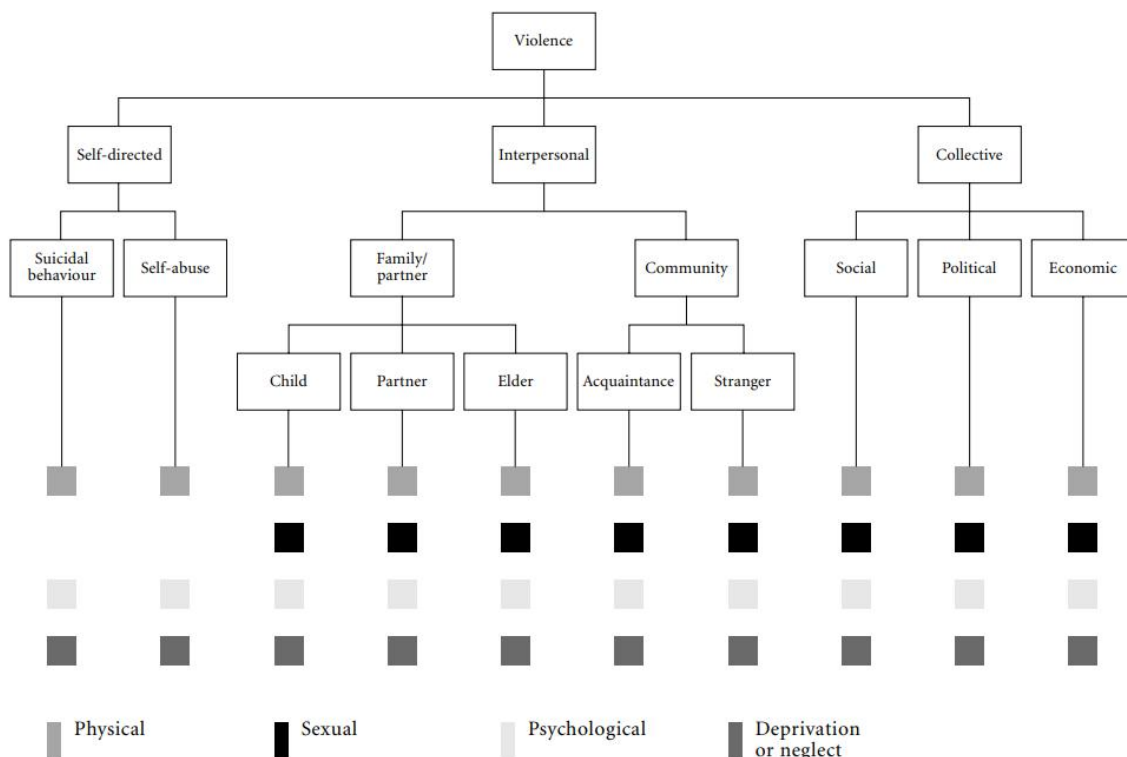 Violence
Self-directed
Interpersonal
Collective
Suicidal
behaviour
Self-abuse
Family/
partner
Community
Social
Political
Economic
Child
Partner
Elder
Acquaintance
Stranger
Physical
Sexual
Psychological
Deprivation
or neglect